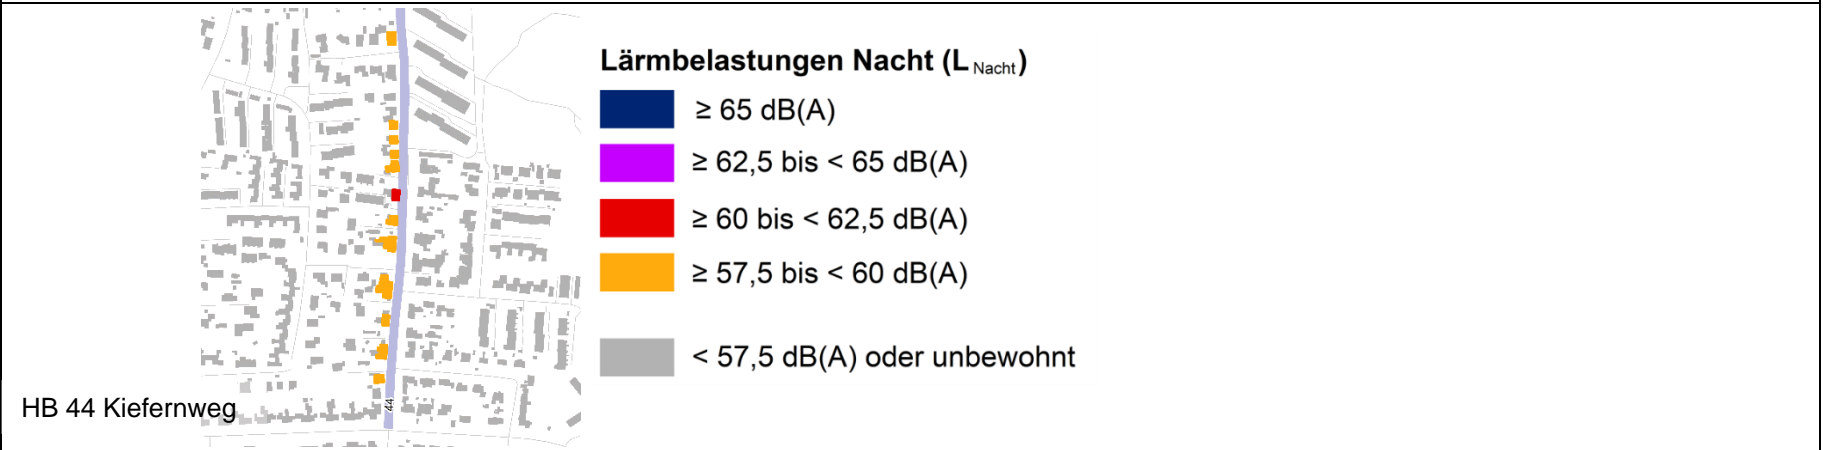 Lärmbelastungen Nacht (L Nacht)
≥ 65 dB(A)
≥ 62,5 bis < 65 dB(A)
≥ 60 bis < 62,5 dB(A)
≥ 57,5 bis < 60 dB(A)
< 57,5 dB(A) oder unbewohnt
44
HB 44 Kiefernweg